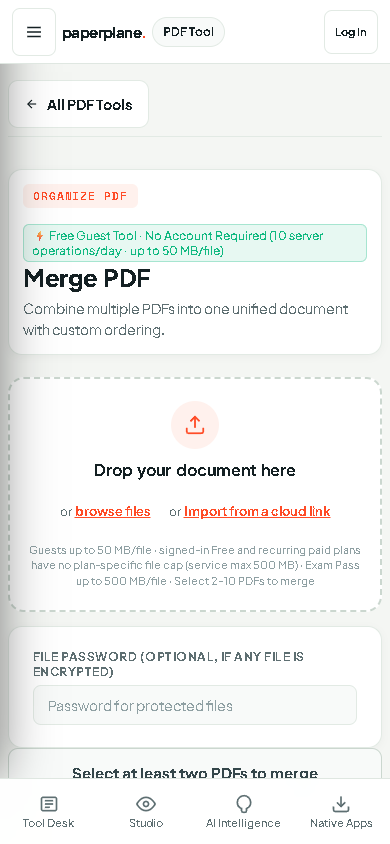 paperplane. PDF Tool Log In
← All PDF Tools
ORGANIZE PDF
Free Guest Tool · No Account Required (10 server
operations/day · up to 50 MB/file)
Merge PDF
Combine multiple PDFs into one unified document
with custom ordering.
Drop your document here
or browse files or Import from a cloud link
Guests up to 50 MB/file · signed-in Free and recurring paid plans
have no plan-specific file cap (service max 500 MB) · Exam Pass
up to 500 MB/file · Select 2–10 PDFs to merge
FILE PASSWORD (OPTIONAL, IF ANY FILE IS
ENCRYPTED)
Password for protected files
Select at least two PDFs to merge
Tool Desk Studio AI Intelligence Native Apps